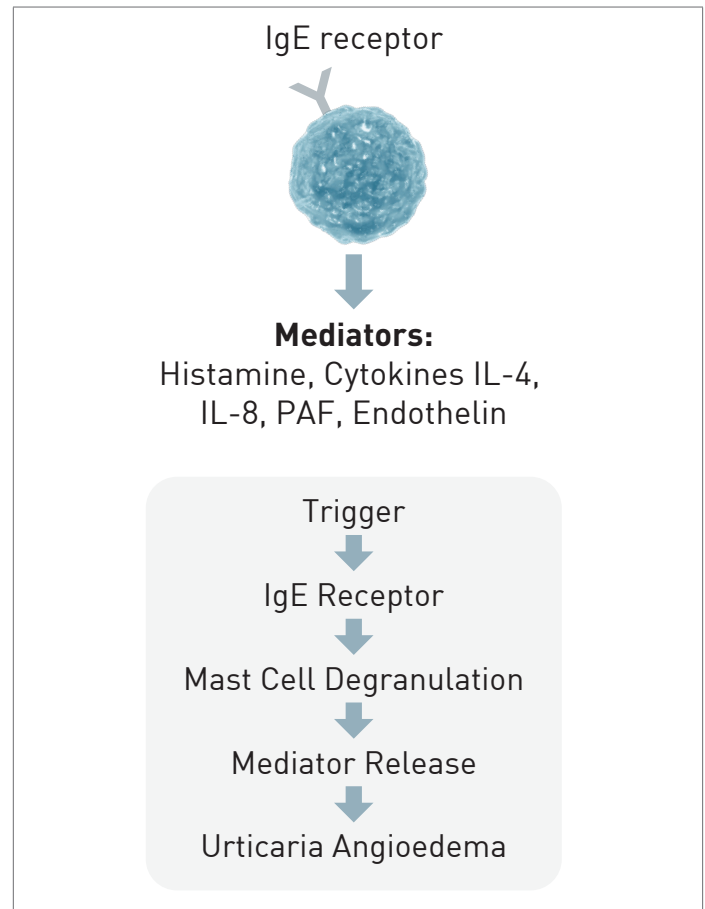 IgE receptor
Mediators:
Histamine, Cytokines IL-4,
IL-8, PAF, Endothelin
Trigger
IgE Receptor
Mast Cell Degranulation
Mediator Release
Urticaria Angioedema